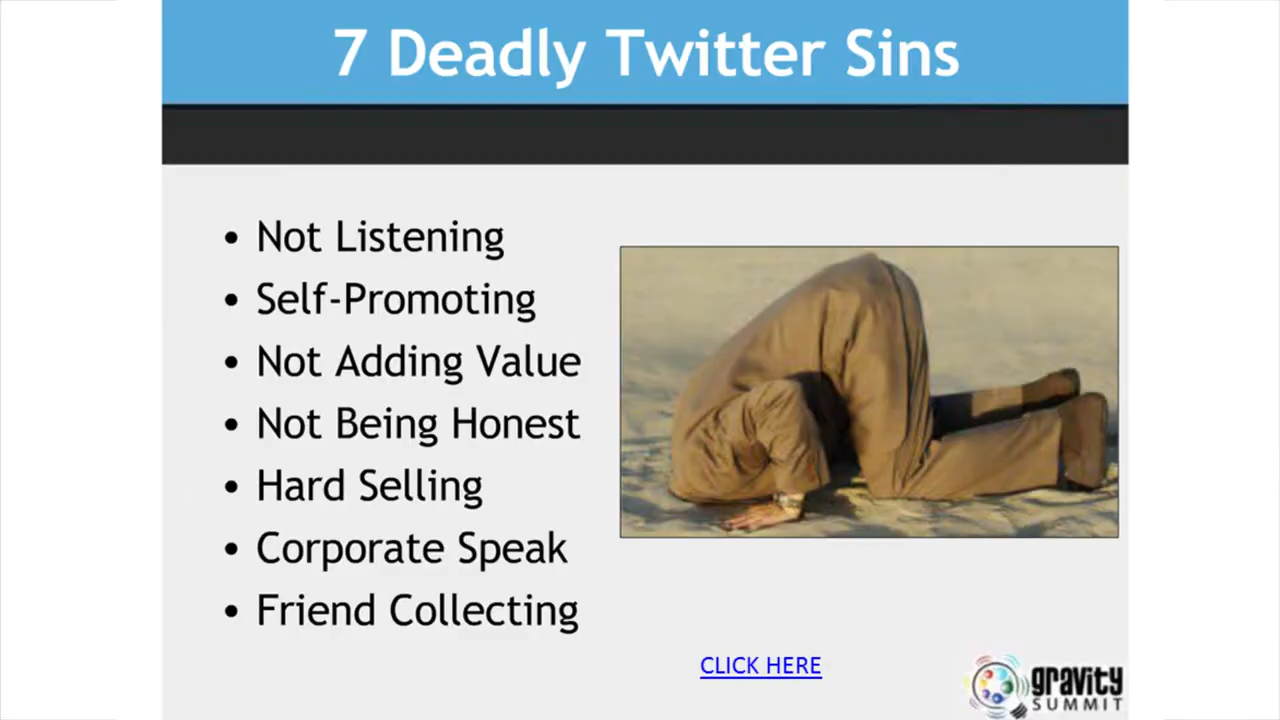 7 Deadly Twitter Sins
• Not Listening
• Self-Promoting
• Not Adding Value
• Not Being Honest
• Hard Selling
• Corporate Speak
• Friend Collecting
CLICK HERE
gravity
SUMMIT